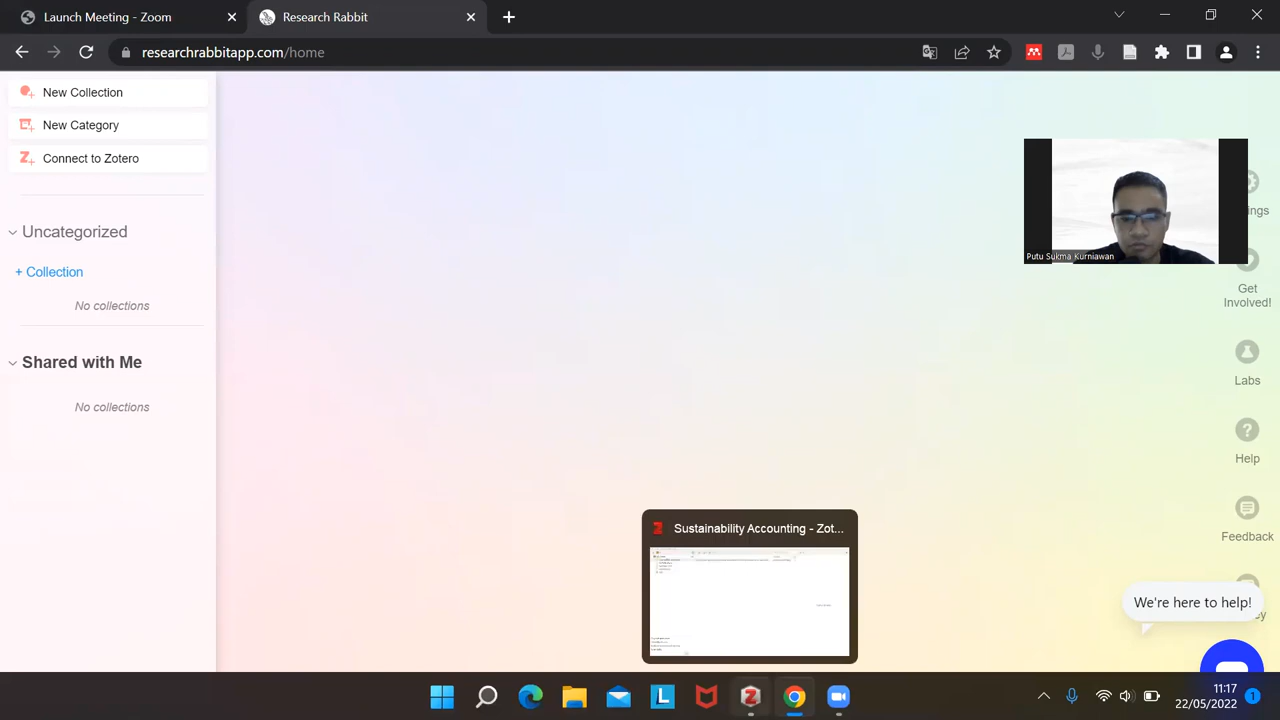 Launch Meeting - Zoom
Research Rabbit
researchrabbitapp.com/home
New Collection
New Category
Connect to Zotero
Uncategorized
+ Collection
No collections
Shared with Me
No collections
Putu Sukma Kurniawan
ings
Get
Involved!
Labs
Help
Feedback
We're here to help!
Sustainability Accounting - Zot...
11:17
22/05/2022
1